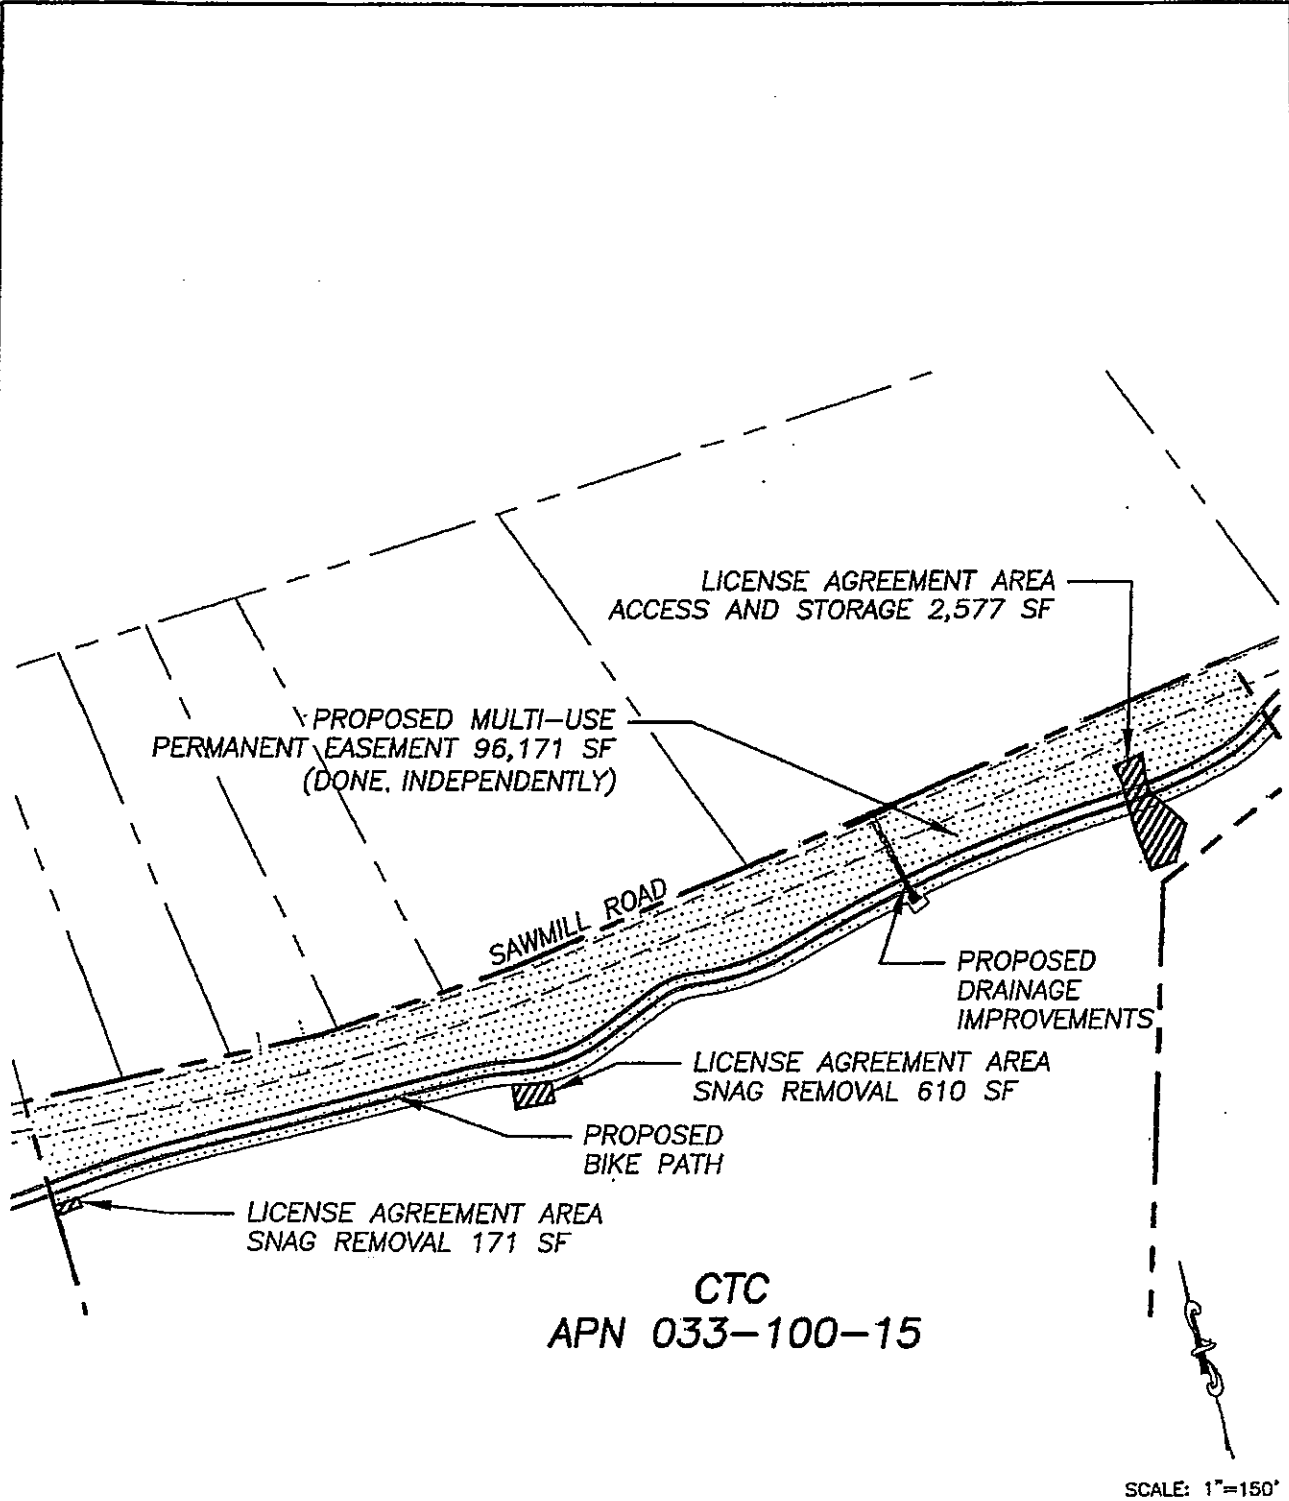 LICENSE AGREEMENT AREA
ACCESS AND STORAGE 2,577 SF
PROPOSED MULTI-USE
PERMANENT EASEMENT 96,171 SF
(DONE, INDEPENDENTLY)
SAWMILL ROAD
PROPOSED
DRAINAGE
IMPROVEMENTS
LICENSE AGREEMENT AREA
SNAG REMOVAL 610 SF
PROPOSED
BIKE PATH
LICENSE AGREEMENT AREA
SNAG REMOVAL 171 SF
CTC
APN 033-100-15
SCALE: 1"=150'